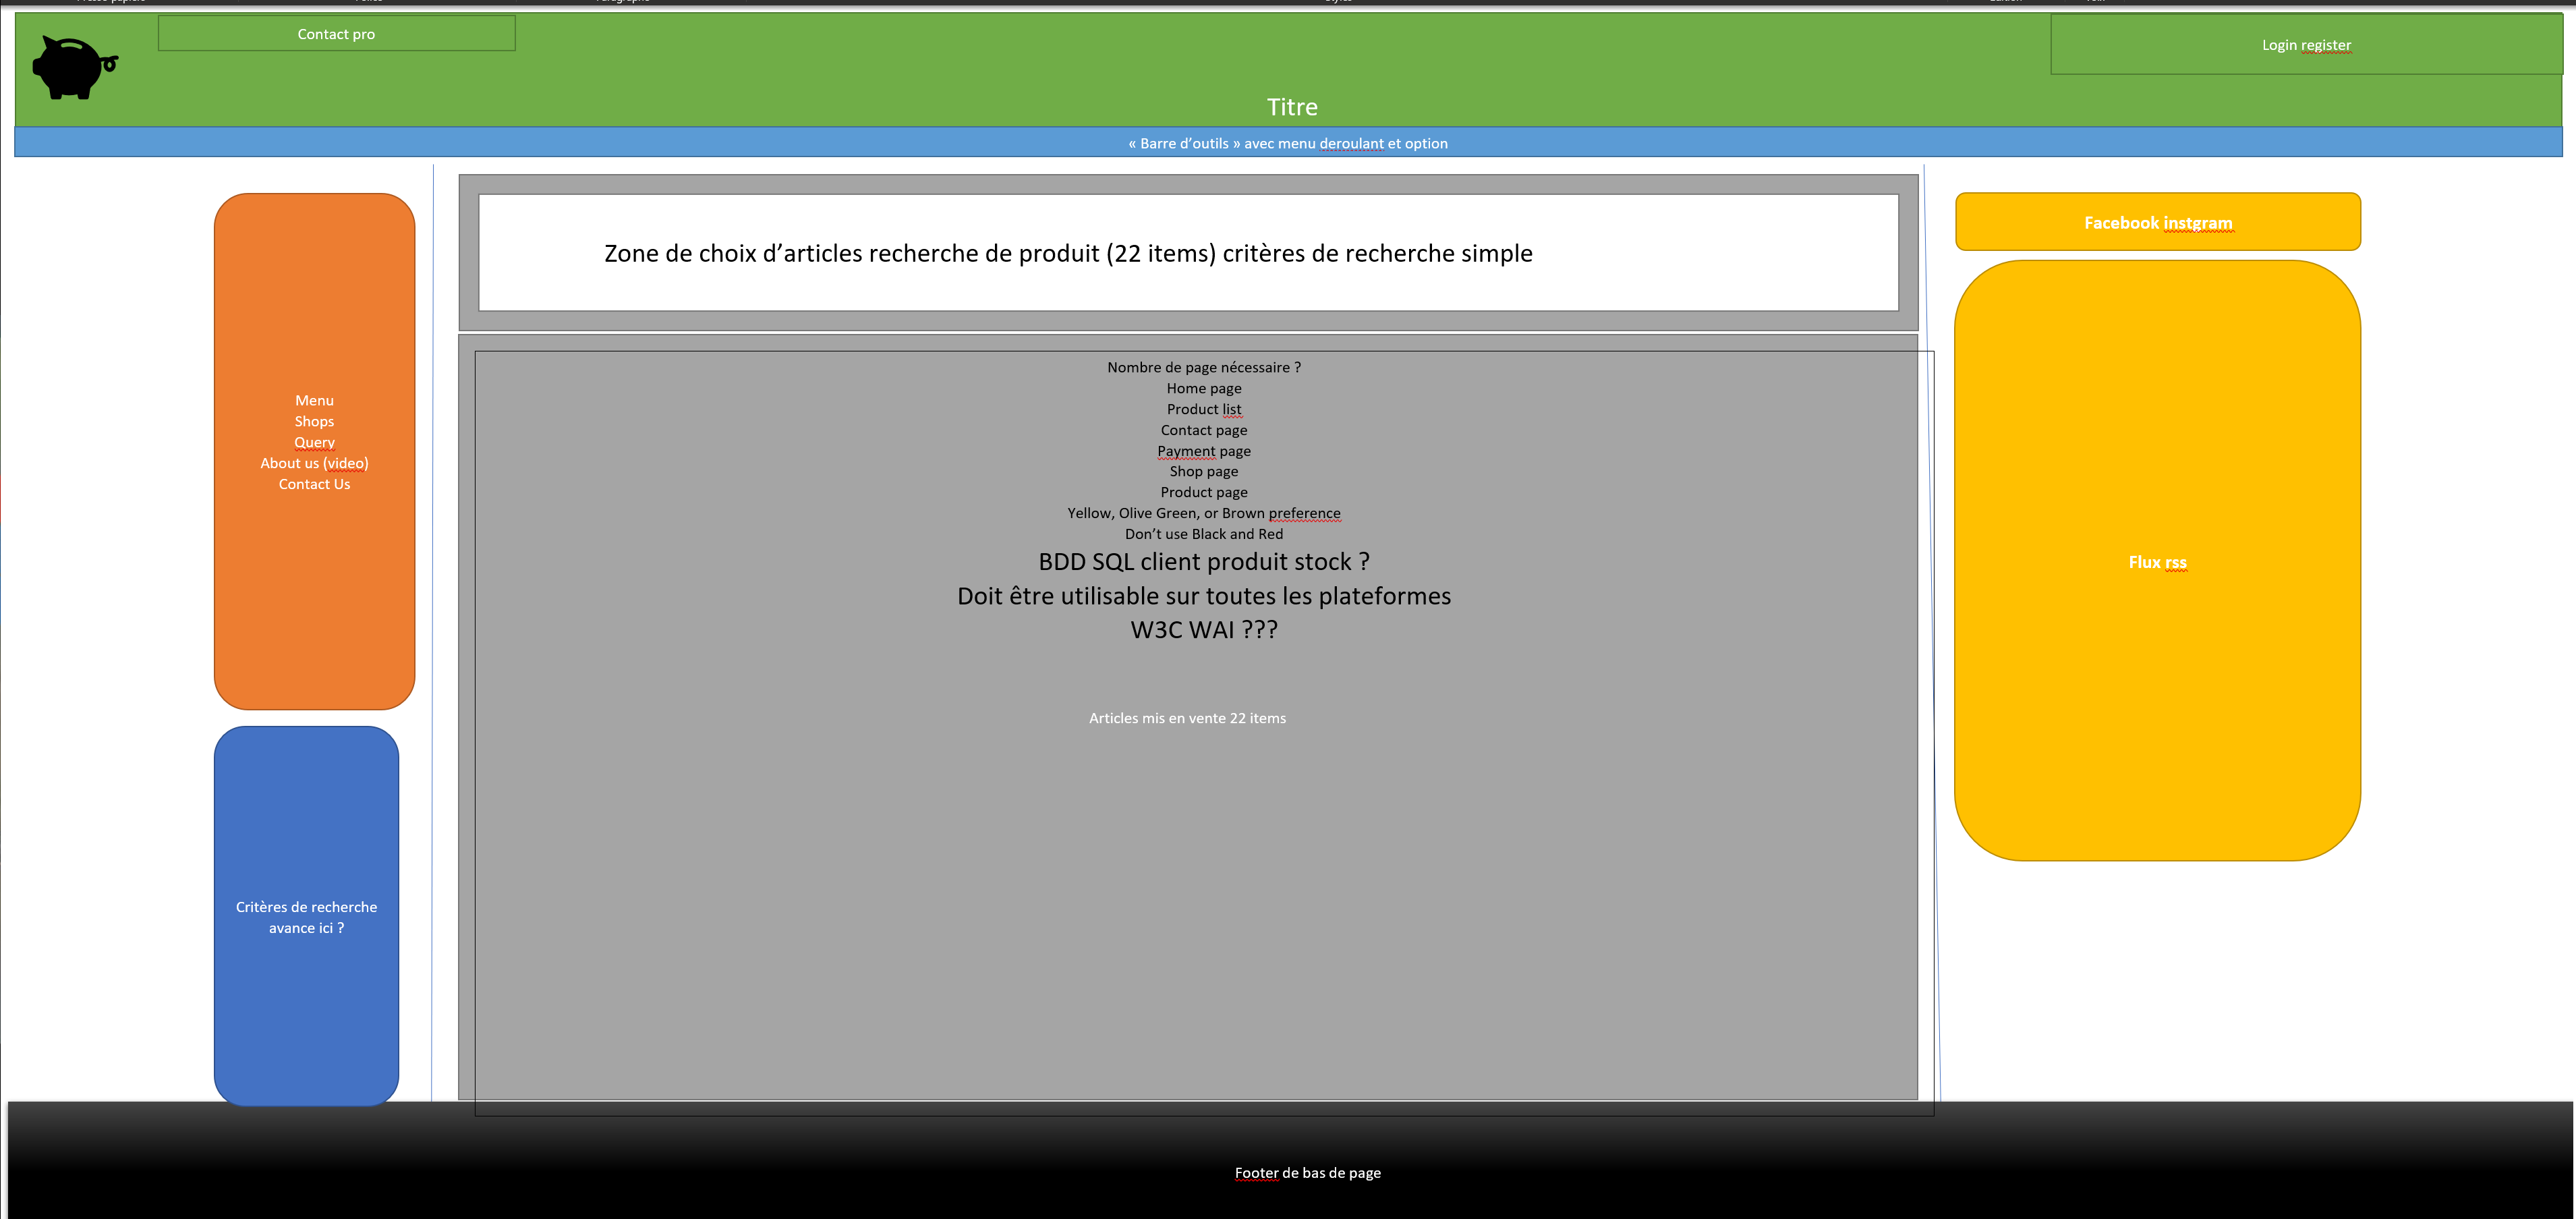 Contact pro
Login register
Titre
« Barre d’outils » avec menu deroulant et option
Menu
Shops
Query
About us (video)
Contact Us
Critères de recherche
avance ici ?
Zone de choix d’articles recherche de produit (22 items) critères de recherche simple
Nombre de page nécessaire ?
Home page
Product list
Contact page
Payment page
Shop page
Product page
Yellow, Olive Green, or Brown preference
Don’t use Black and Red
BDD SQL client produit stock ?
Doit être utilisable sur toutes les plateformes
W3C WAI ???
Articles mis en vente 22 items
Facebook instgram
Flux rss
Footer de bas de page